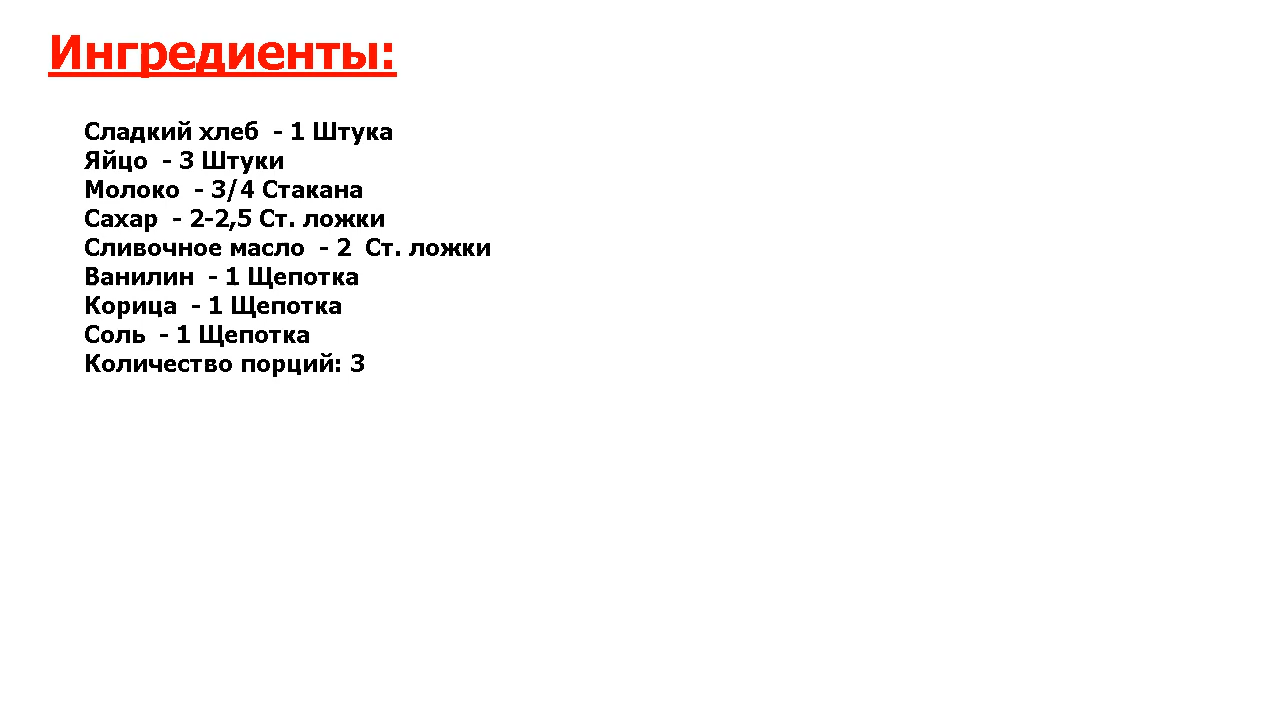 Ингредиенты:
Сладкий хлеб - 1 Штука
Яйцо - 3 Штуки
Молоко - 3/4 Стакана
Сахар - 2-2,5 Ст. ложки
Сливочное масло - 2 Ст. ложки
Ванилин - 1 Щепотка
Корица - 1 Щепотка
Соль - 1 Щепотка
Количество порций: 3